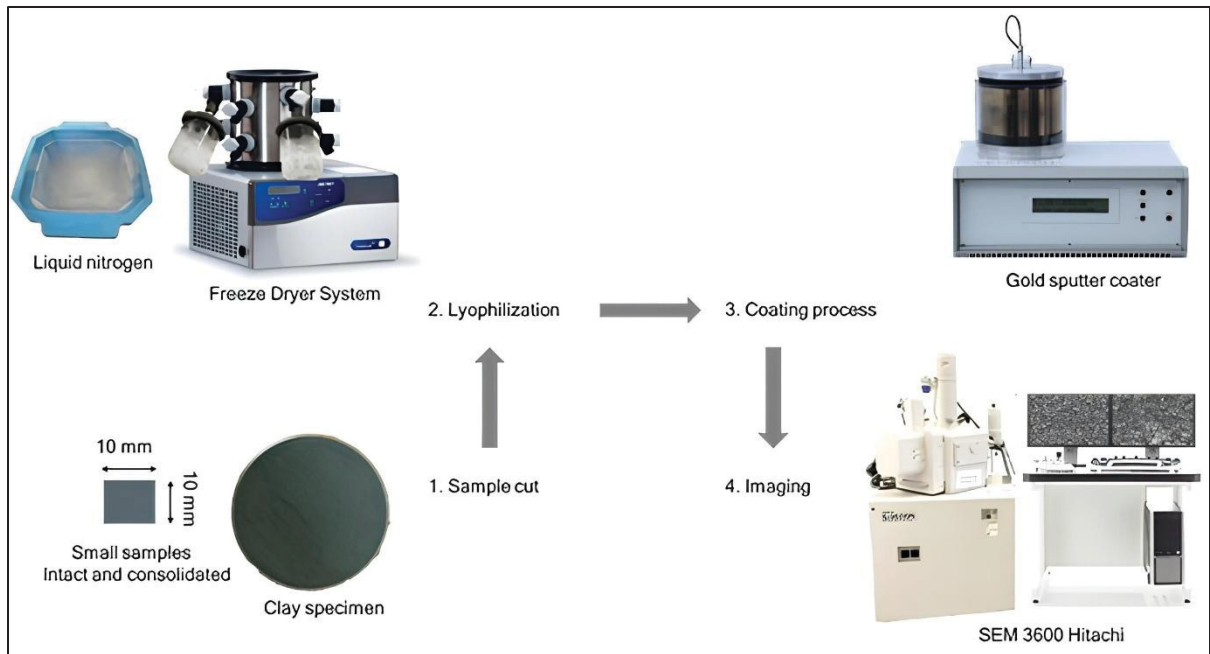 Liquid nitrogen
Freeze Dryer System
Gold sputter coater
2. Lyophilization
3. Coating process
10 mm
10 mm
1. Sample cut
4. Imaging
Small samples
Intact and consolidated
Clay specimen
SEM 3600 Hitachi